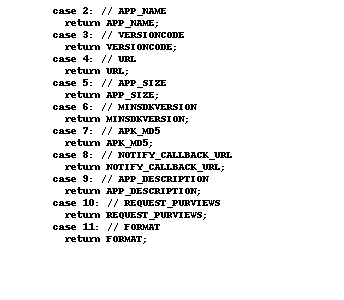 case 2: // APP_NAME
return APP_NAME;
case 3: // VERSIONCODE
return VERSIONCODE;
case 4: // URL
return URL;
case 5: // APP_SIZE
return APP_SIZE;
case 6: // MINSDKVERSION
return MINSDKVERSION;
case 7: // APK_MD5
return APK_MD5;
case 8: // NOTIFY_CALLBACK_URL
return NOTIFY_CALLBACK_URL;
case 9: // APP_DESCRIPTION
return APP_DESCRIPTION;
case 10: // REQUEST_PURVIEWS
return REQUEST_PURVIEWS;
case 11: // FORMAT
return FORMAT;